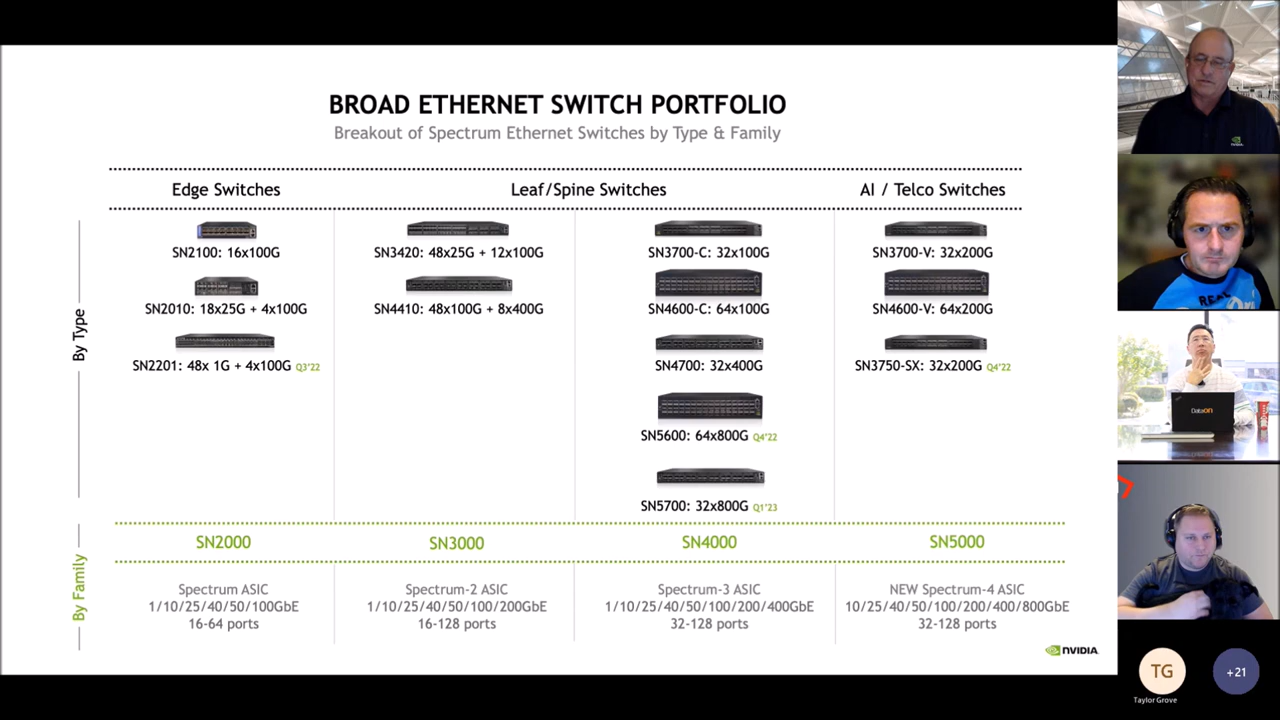 BROAD ETHERNET SWITCH PORTFOLIO
Breakout of Spectrum Ethernet Switches by Type & Family
Edge Switches
Leaf/Spine Switches
AI / Telco Switches
By Type
SN2100: 16x100G
SN3420: 48x25G + 12x100G
SN3700-C: 32x100G
SN3700-V: 32x200G
SN2010: 18x25G + 4x100G
SN4410: 48x100G + 8x400G
SN4600-C: 64x100G
SN4600-V: 64x200G
SN2201: 48x 1G + 4x100G Q3'22
SN4700: 32x400G
SN3750-SX: 32x200G Q4'22
SN5600: 64x800G Q4'22
SN5700: 32x800G Q1'23
By Family
SN2000
SN3000
SN4000
SN5000
Spectrum ASIC
1/10/25/40/50/100GbE
16-64 ports
Spectrum-2 ASIC
1/10/25/40/50/100/200GbE
16-128 ports
Spectrum-3 ASIC
1/10/25/40/50/100/200/400GbE
32-128 ports
NEW Spectrum-4 ASIC
10/25/40/50/100/200/400/800GbE
32-128 ports
NVIDIA
DataON
TG
Taylor Grove
+21